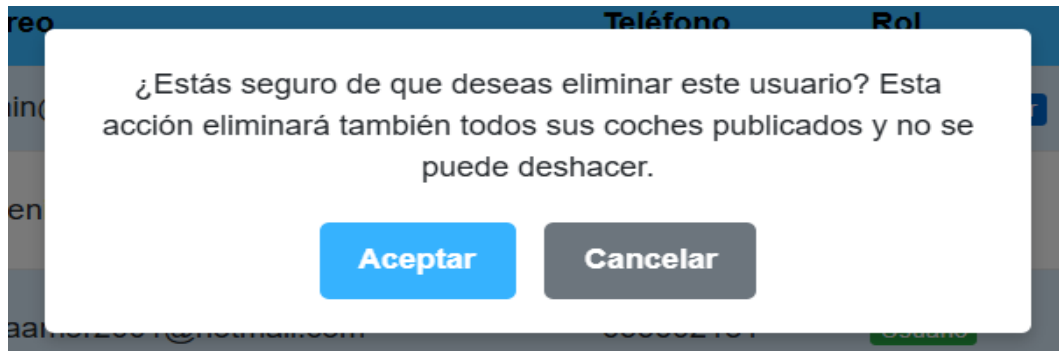 Teléfono Rol
¿Estás seguro de que deseas eliminar este usuario? Esta
acción eliminará también todos sus coches publicados y no se
puede deshacer.
Aceptar Cancelar